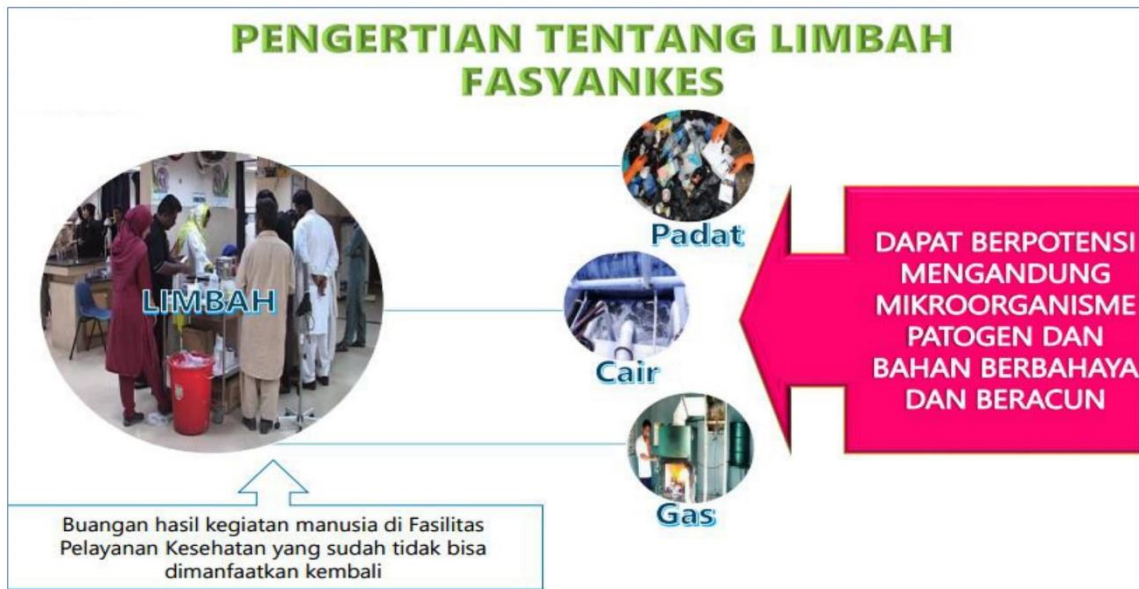 PENGERTIAN TENTANG LIMBAH
FASYANKES
LIMBAH
Padat
Cair
Gas
DAPAT BERPOTENSI
MENGANDUNG
MIKROORGANISME
PATOGEN DAN
BAHAN BERBAHAYA
DAN BERACUN
Buangan hasil kegiatan manusia di Fasilitas
Pelayanan Kesehatan yang sudah tidak bisa
dimanfaatkan kembali